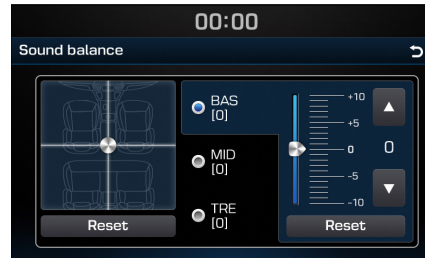 00:00
Sound balance
BAS
[0]
MID
[0]
TRE
[0]
+10
+5
0
-5
-10
0
Reset
Reset